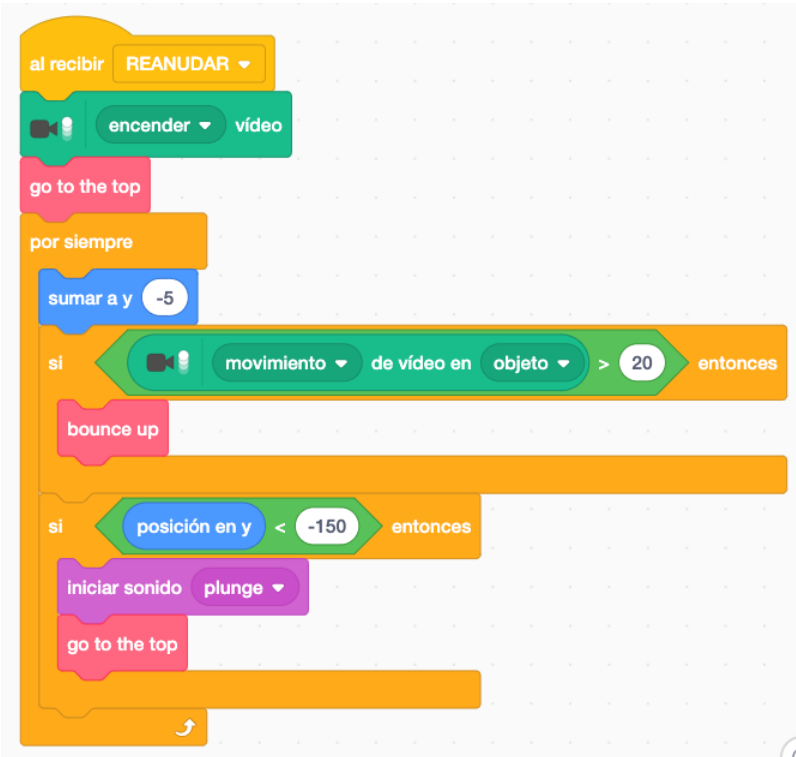 al recibir REANUDAR
encender vídeo
go to the top
por siempre
sumar a y -5
si movimiento de vídeo en objeto > 20 entonces
bounce up
si posición en y < -150 entonces
iniciar sonido plunge
go to the top